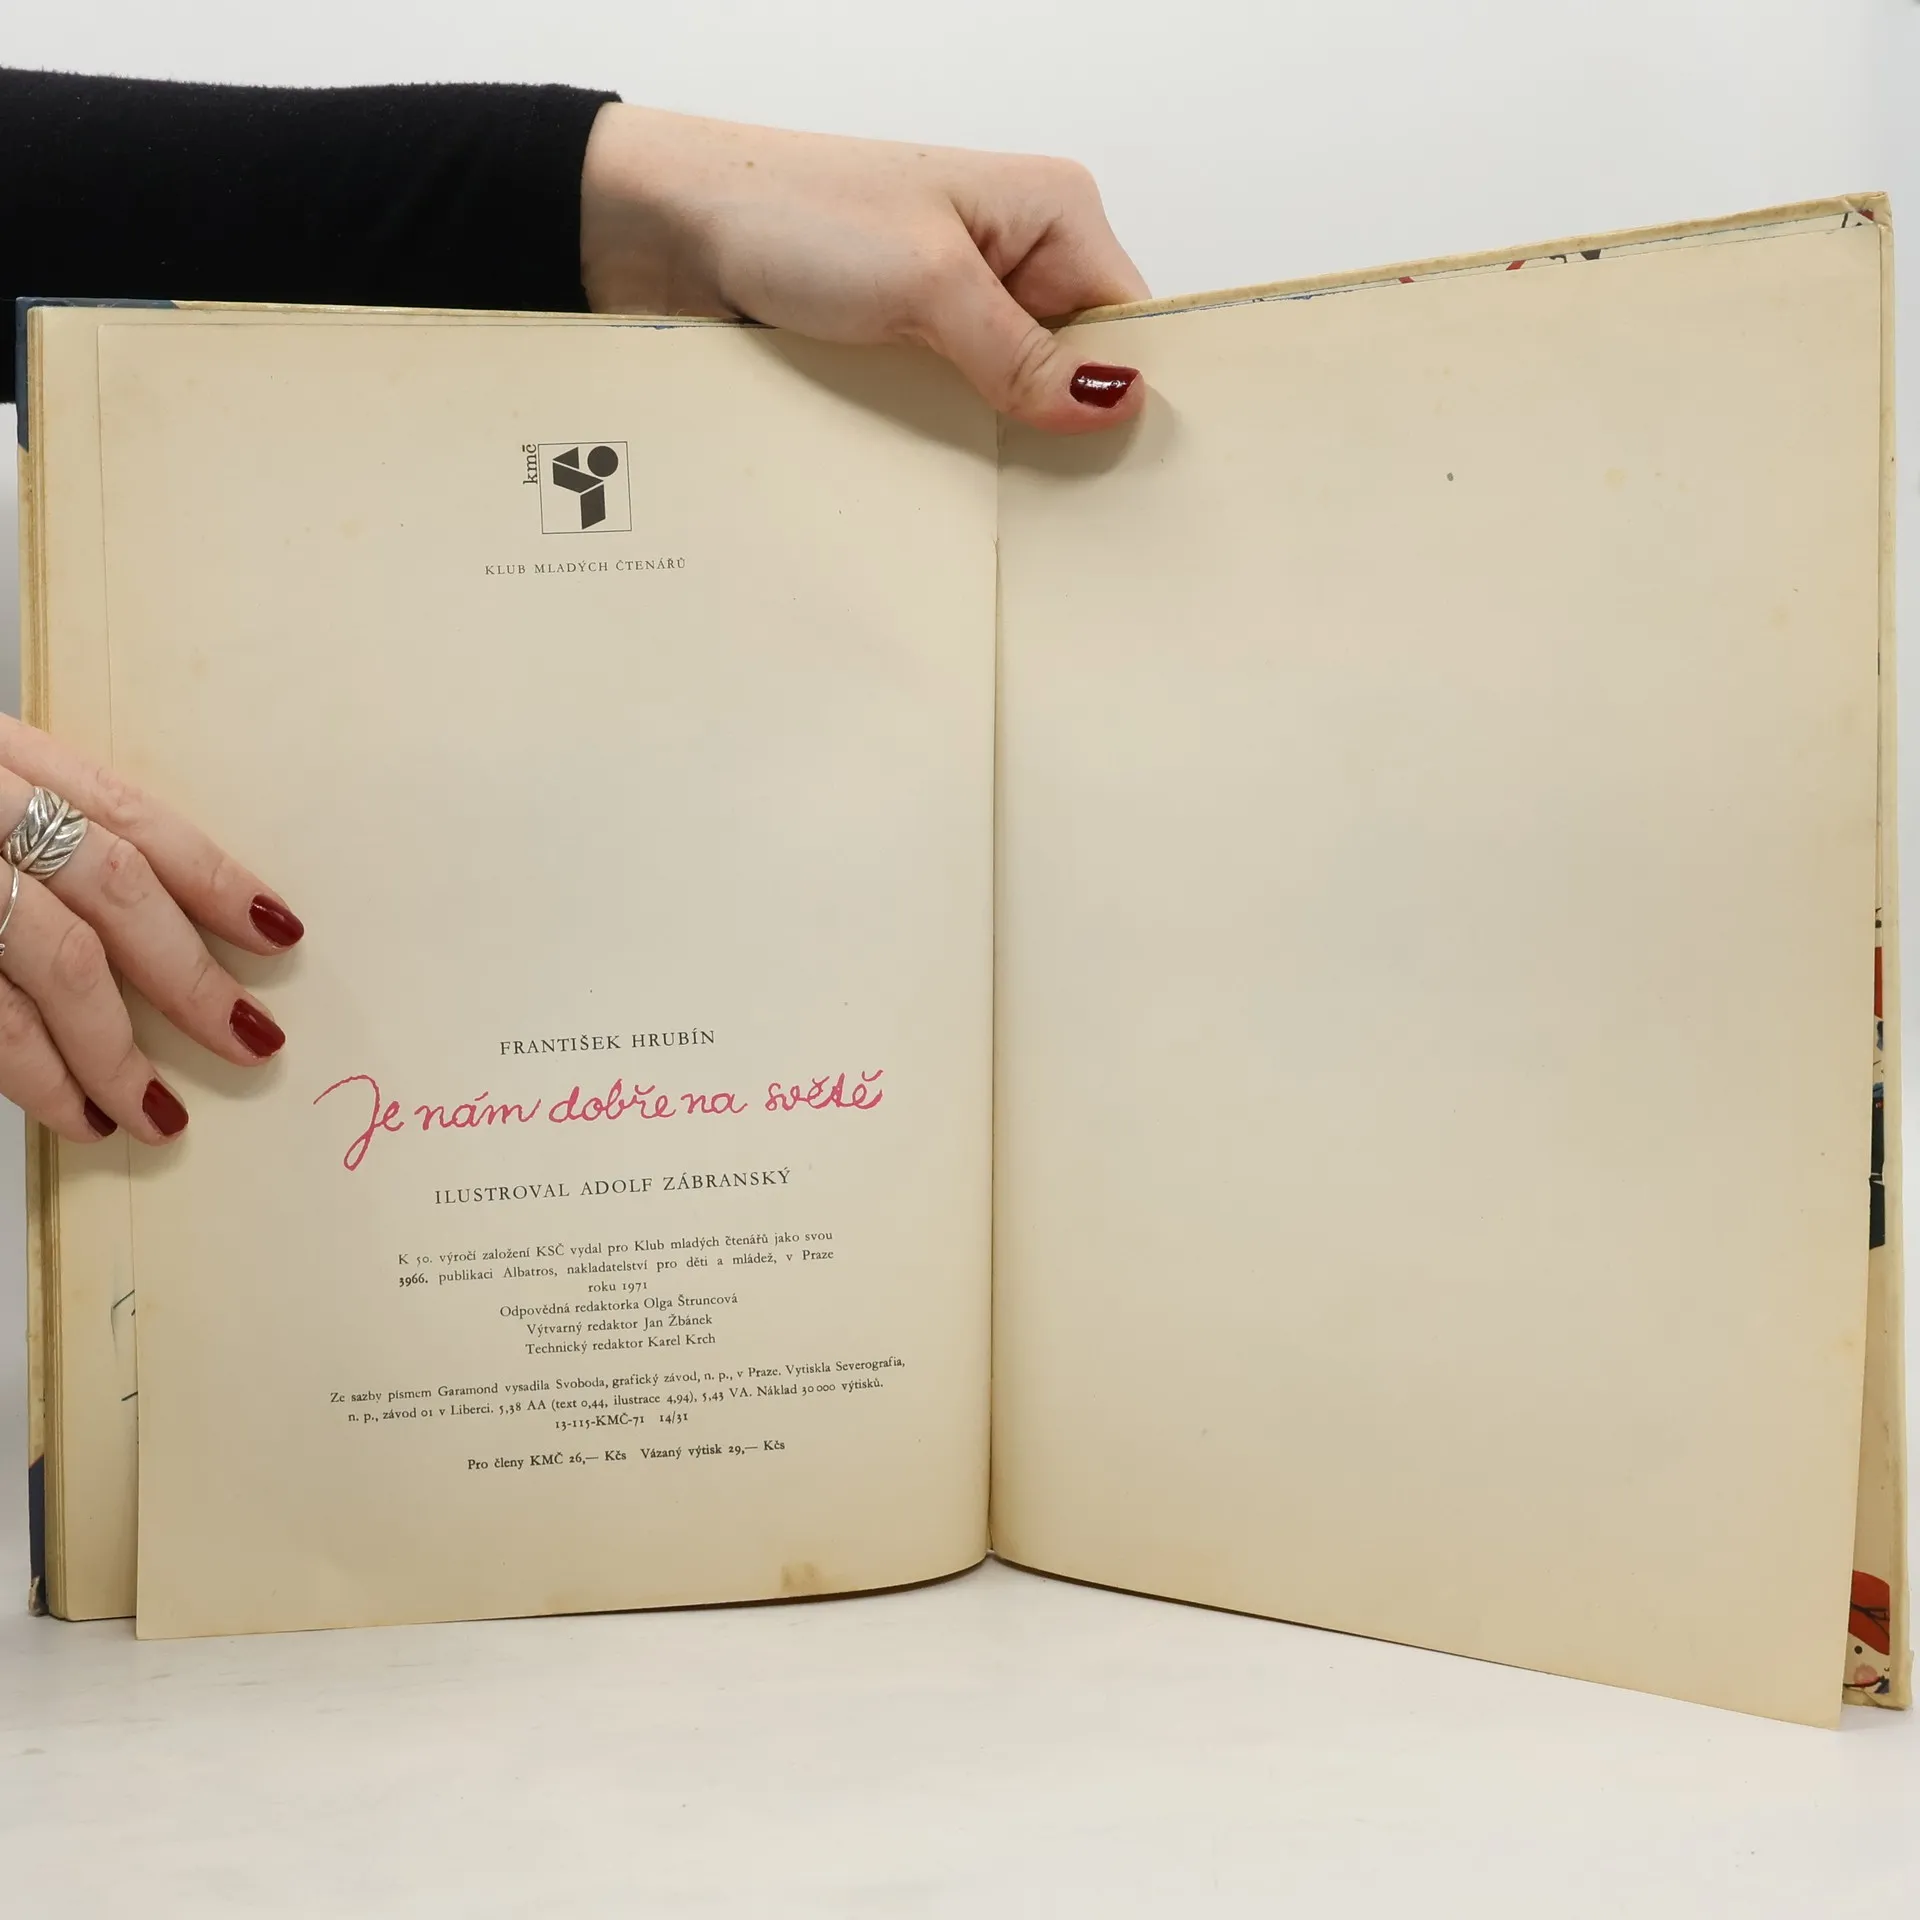 kmč
KLUB MLADÝCH ČTENÁŘŮ
FRANTIŠEK HRUBÍN
Je nám dobře na světě
ILUSTROVAL ADOLF ZÁBRANSKÝ
K 50. výročí založení KSČ vydal pro Klub mladých čtenářů jako svou
3966. publikaci Albatros, nakladatelství pro děti a mládež, v Praze
roku 1971
Odpovědná redaktorka Olga Štruncová
Výtvarný redaktor Jan Žbánek
Technický redaktor Karel Krch
Ze sazby písmem Garamond vysadila Svoboda, grafický závod, n. p., v Praze. Vytiskla Severografia,
n. p., závod 01 v Liberci. 5,38 AA (text 0,44, ilustrace 4,94), 5,43 VA. Náklad 30 000 výtisků.
13-115-KMČ-71 14/31
Pro členy KMČ 26,— Kčs Vázaný výtisk 29,— Kčs